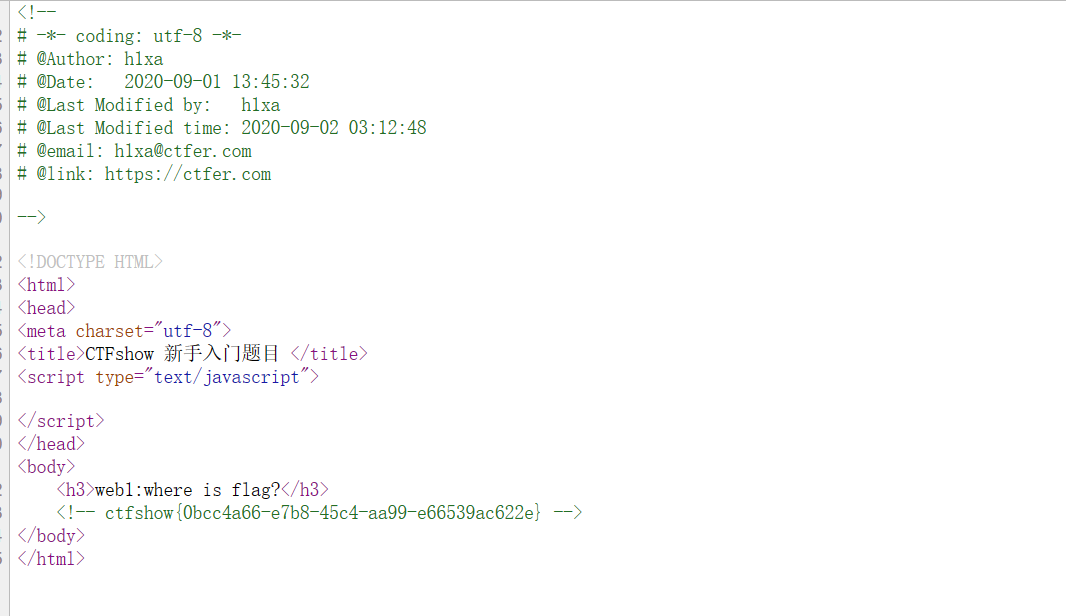 <!--
# -*- coding: utf-8 -*-
# @Author: hlxa
# @Date:   2020-09-01 13:45:32
# @Last Modified by:   hlxa
# @Last Modified time: 2020-09-02 03:12:48
# @email: hlxa@ctfer.com
# @link: https://ctfer.com
-->
<!DOCTYPE HTML>
<html>
<head>
<meta charset="utf-8">
<title>CTFshow 新手入门题目 </title>
<script type="text/javascript">
</script>
</head>
<body>
    <h3>web1:where is flag?</h3>
    <!-- ctfshow{0bcc4a66-e7b8-45c4-aa99-e66539ac622e} -->
</body>
</html>